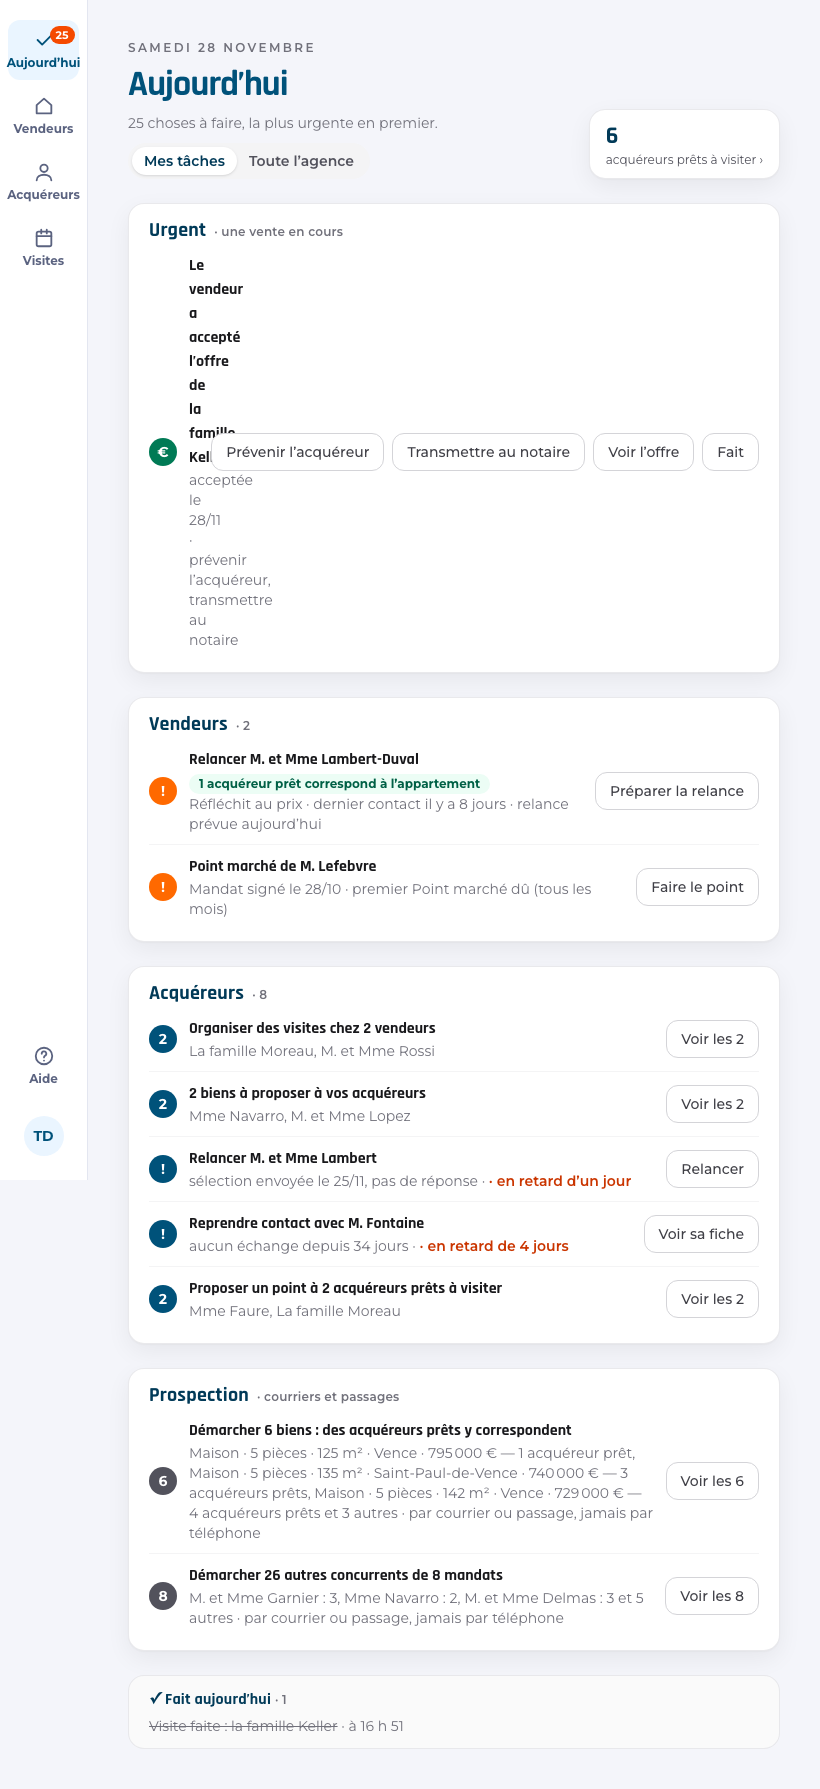 25
Aujourd'hui
Vendeurs
Acquéreurs
Visites
Aide
TD
SAMEDI 28 NOVEMBRE
Aujourd'hui
25 choses à faire, la plus urgente en premier.
Mes tâches
Toute l'agence
6
acquéreurs prêts à visiter ›
Urgent · une vente en cours
€
Le
vendeur
a
accepté
l'offre
de
la
acceptée
le
28/11
·
prévenir
l'acquéreur,
transmettre
au
notaire
Prévenir l'acquéreur
Transmettre au notaire
Voir l'offre
Fait
Vendeurs · 2
!
Relancer M. et Mme Lambert-Duval
1 acquéreur prêt correspond à l'appartement
Réfléchit au prix · dernier contact il y a 8 jours · relance
prévue aujourd'hui
Préparer la relance
!
Point marché de M. Lefebvre
Mandat signé le 28/10 · premier Point marché dû (tous les
mois)
Faire le point
Acquéreurs · 8
2
Organiser des visites chez 2 vendeurs
La famille Moreau, M. et Mme Rossi
Voir les 2
2
2 biens à proposer à vos acquéreurs
Mme Navarro, M. et Mme Lopez
Voir les 2
!
Relancer M. et Mme Lambert
sélection envoyée le 25/11, pas de réponse · · en retard d'un jour
Relancer
!
Reprendre contact avec M. Fontaine
aucun échange depuis 34 jours · · en retard de 4 jours
Voir sa fiche
2
Proposer un point à 2 acquéreurs prêts à visiter
Mme Faure, La famille Moreau
Voir les 2
Prospection · courriers et passages
6
Démarcher 6 biens : des acquéreurs prêts y correspondent
Maison · 5 pièces · 125 m² · Vence · 795 000 € — 1 acquéreur prêt,
Maison · 5 pièces · 135 m² · Saint-Paul-de-Vence · 740 000 € — 3
acquéreurs prêts, Maison · 5 pièces · 142 m² · Vence · 729 000 € —
4 acquéreurs prêts et 3 autres · par courrier ou passage, jamais par
téléphone
Voir les 6
8
Démarcher 26 autres concurrents de 8 mandats
M. et Mme Garnier : 3, Mme Navarro : 2, M. et Mme Delmas : 3 et 5
autres · par courrier ou passage, jamais par téléphone
Voir les 8
✓ Fait aujourd'hui · 1
Visite faite : la famille Keller · à 16 h 51